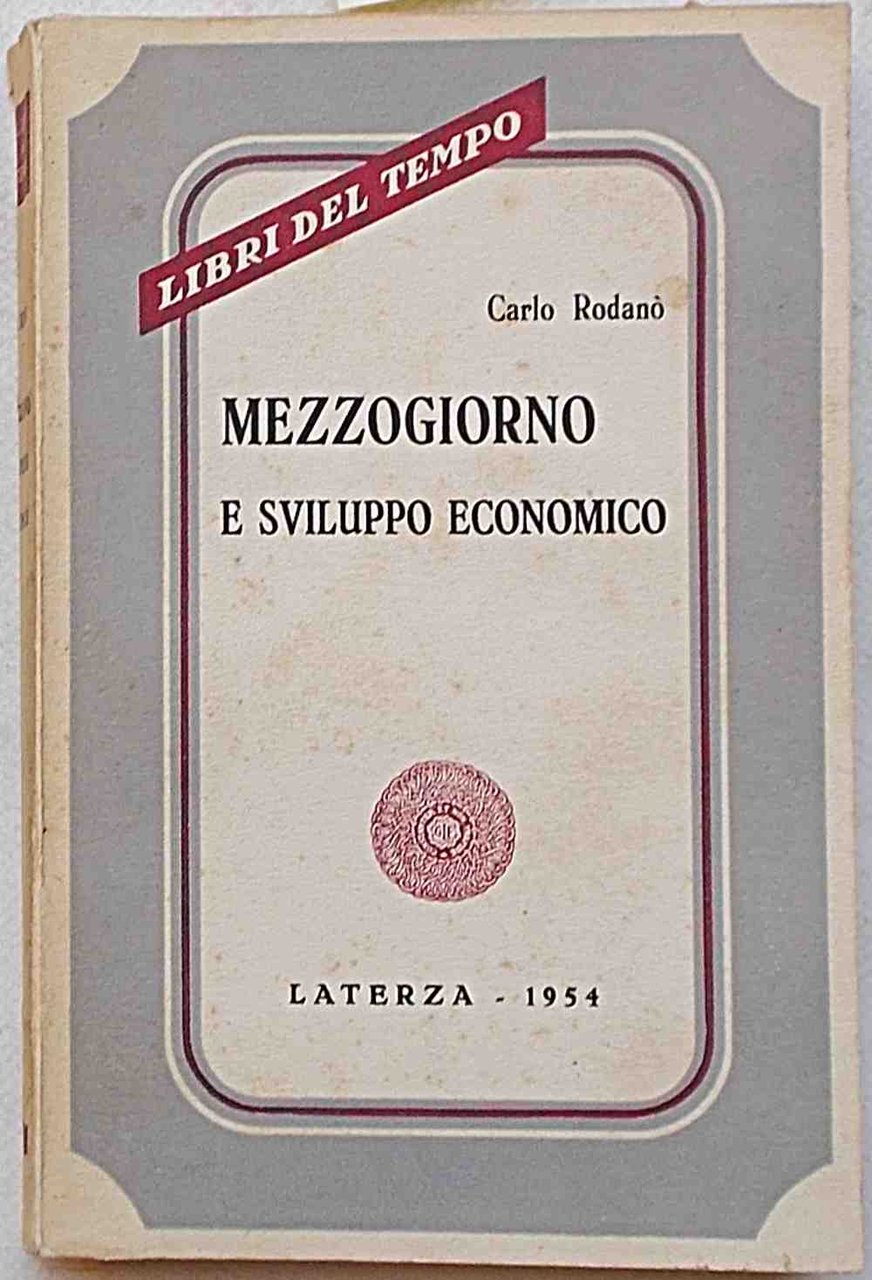 LIBRI DEL TEMPO
Carlo Rodanò
MEZZOGIORNO
E SVILUPPO ECONOMICO
LATERZA - 1954